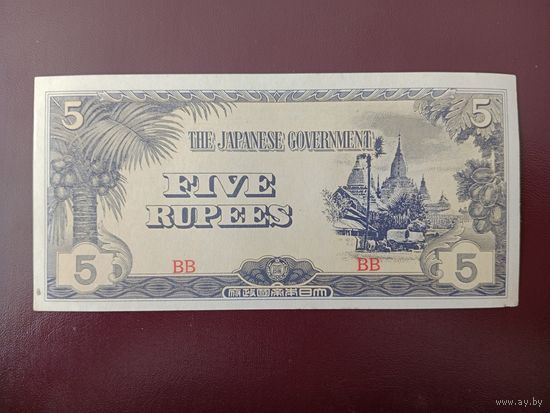 5 5
THE JAPANESE GOVERNMENT
FIVE
RUPEES
BB BB
5 5
府政國帝本日大
www.ay.by